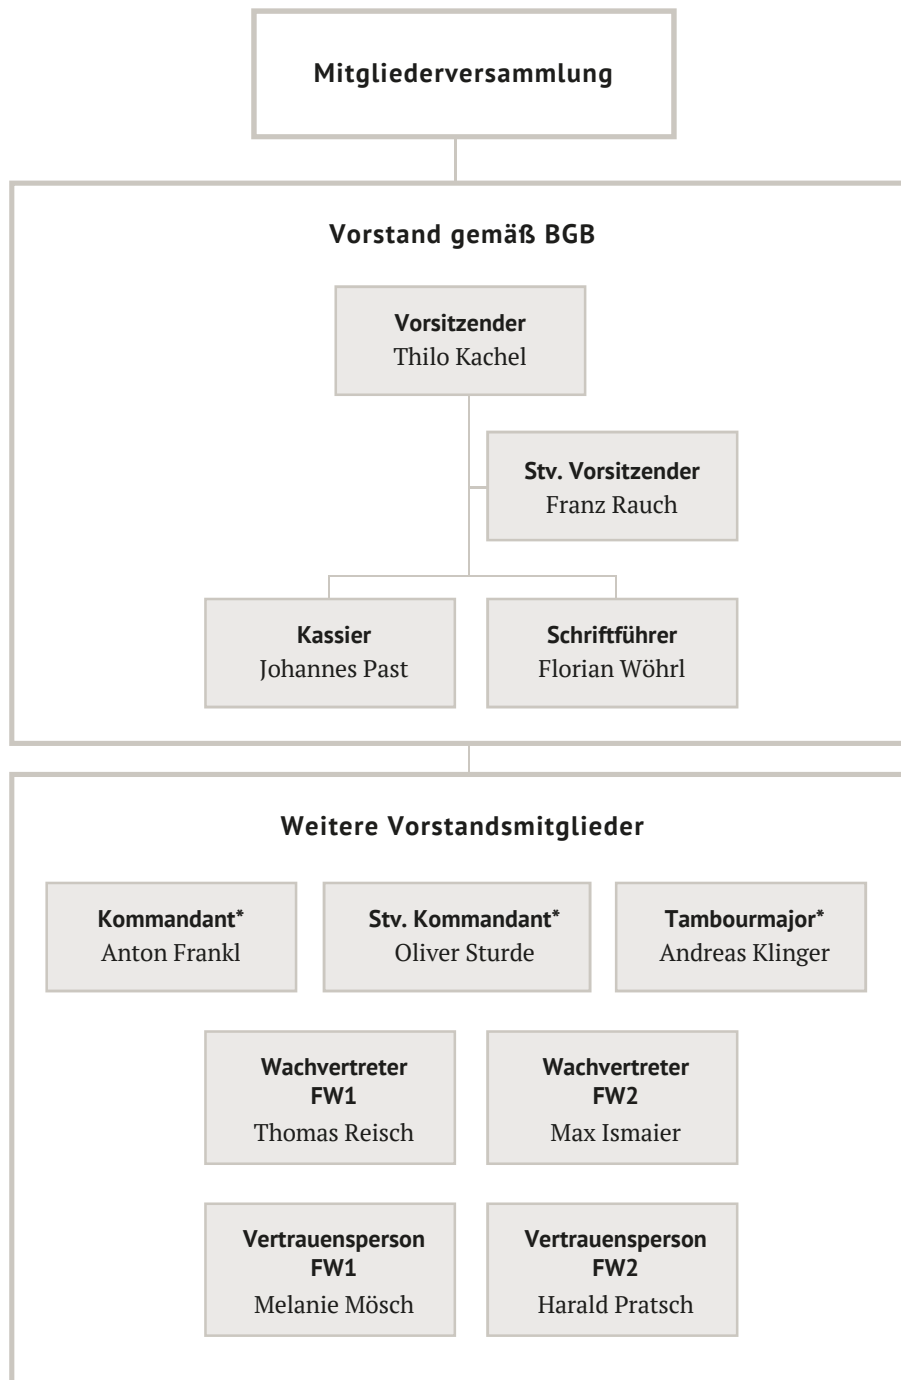 Mitgliederversammlung
Vorstand gemäß BGB
Vorsitzender
Thilo Kachel
Stv. Vorsitzender
Franz Rauch
Kassier
Johannes Past
Schriftführer
Florian Wöhrl
Weitere Vorstandsmitglieder
Kommandant*
Anton Frankl
Stv. Kommandant*
Oliver Sturde
Tambourmajor*
Andreas Klinger
Wachvertreter
FW1
Thomas Reisch
Wachvertreter
FW2
Max Ismaier
Vertrauensperson
FW1
Melanie Mösch
Vertrauensperson
FW2
Harald Pratsch